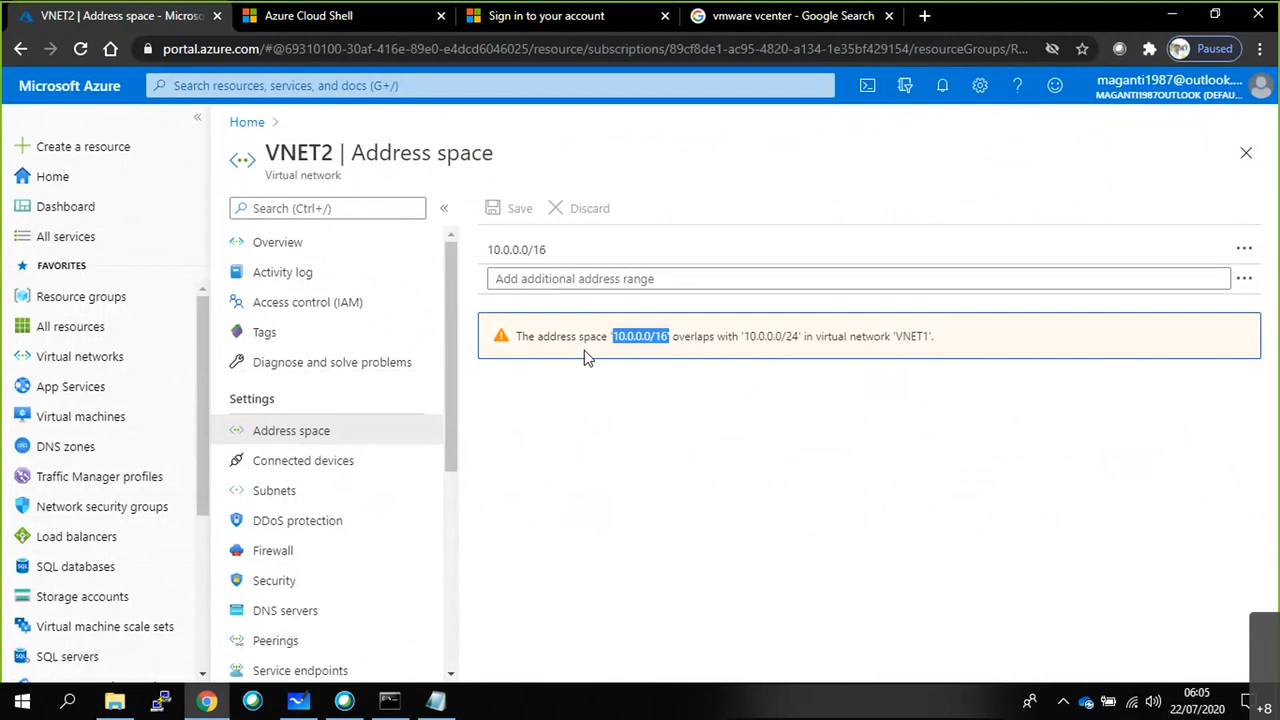 VNET2 | Address space - Microso
Azure Cloud Shell
Sign in to your account
vmware vcenter - Google Search
portal.azure.com/#@69310100-30af-416e-89e0-e4dcd6046025/resource/subscriptions/89cf8de1-ac95-4820-a134-1e35bf429154/resourceGroups/R...
Paused
Microsoft Azure
Search resources, services, and docs (G+/)
maganti1987@outlook....
MAGANTI1987OUTLOOK (DEFAU...
Create a resource
Home
Dashboard
All services
FAVORITES
Resource groups
All resources
Virtual networks
App Services
Virtual machines
DNS zones
Traffic Manager profiles
Network security groups
Load balancers
SQL databases
Storage accounts
Virtual machine scale sets
SQL servers
Home >
VNET2 | Address space
Virtual network
Search (Ctrl+/)
Overview
Activity log
Access control (IAM)
Tags
Diagnose and solve problems
Settings
Address space
Connected devices
Subnets
DDoS protection
Firewall
Security
DNS servers
Peerings
Service endpoints
Save
Discard
10.0.0.0/16
Add additional address range
The address space '10.0.0.0/16' overlaps with '10.0.0.0/24' in virtual network 'VNET1'.
06:05
22/07/2020
+8